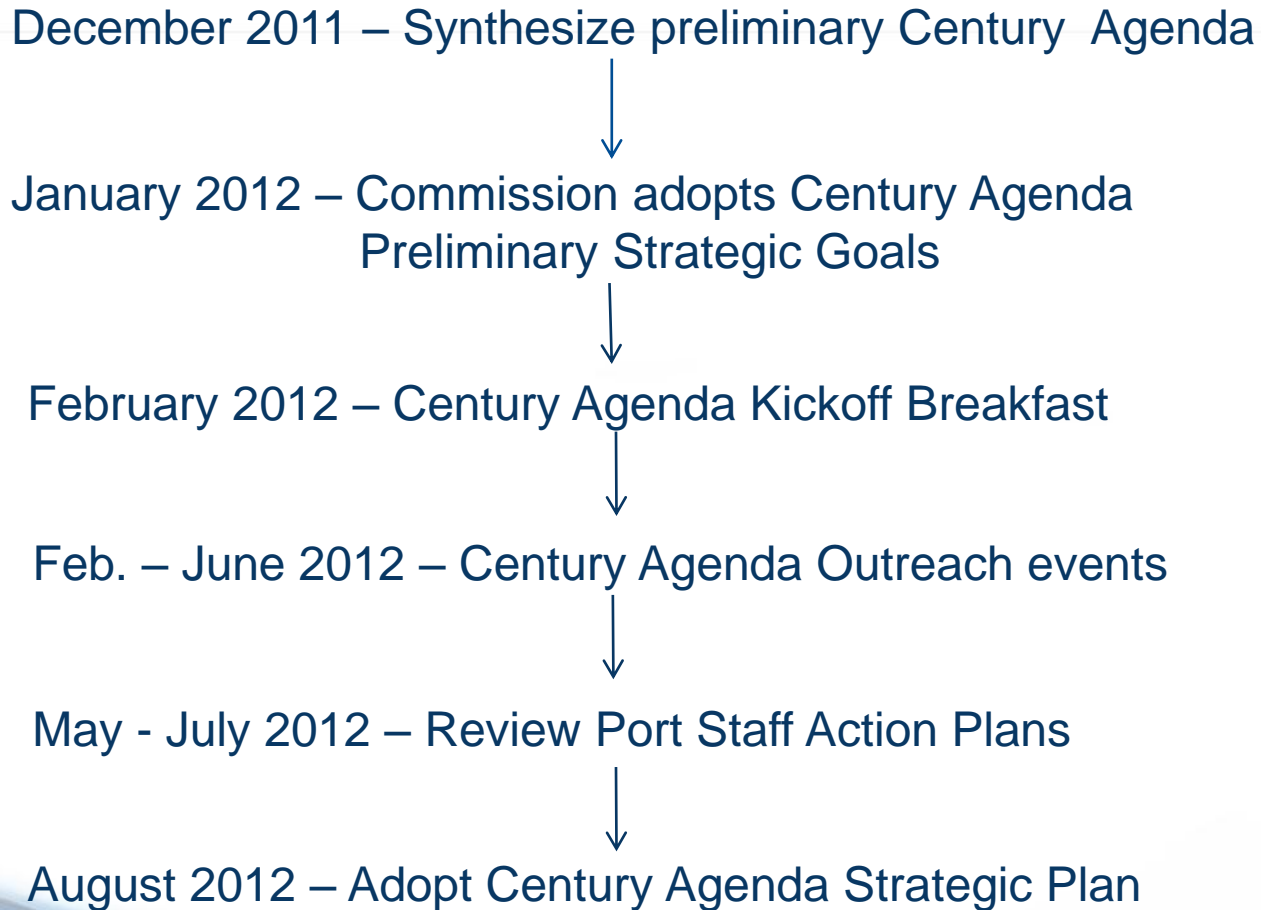 December 2011 – Synthesize preliminary Century Agenda
January 2012 – Commission adopts Century Agenda
Preliminary Strategic Goals
February 2012 – Century Agenda Kickoff Breakfast
Feb. – June 2012 – Century Agenda Outreach events
May - July 2012 – Review Port Staff Action Plans
August 2012 – Adopt Century Agenda Strategic Plan